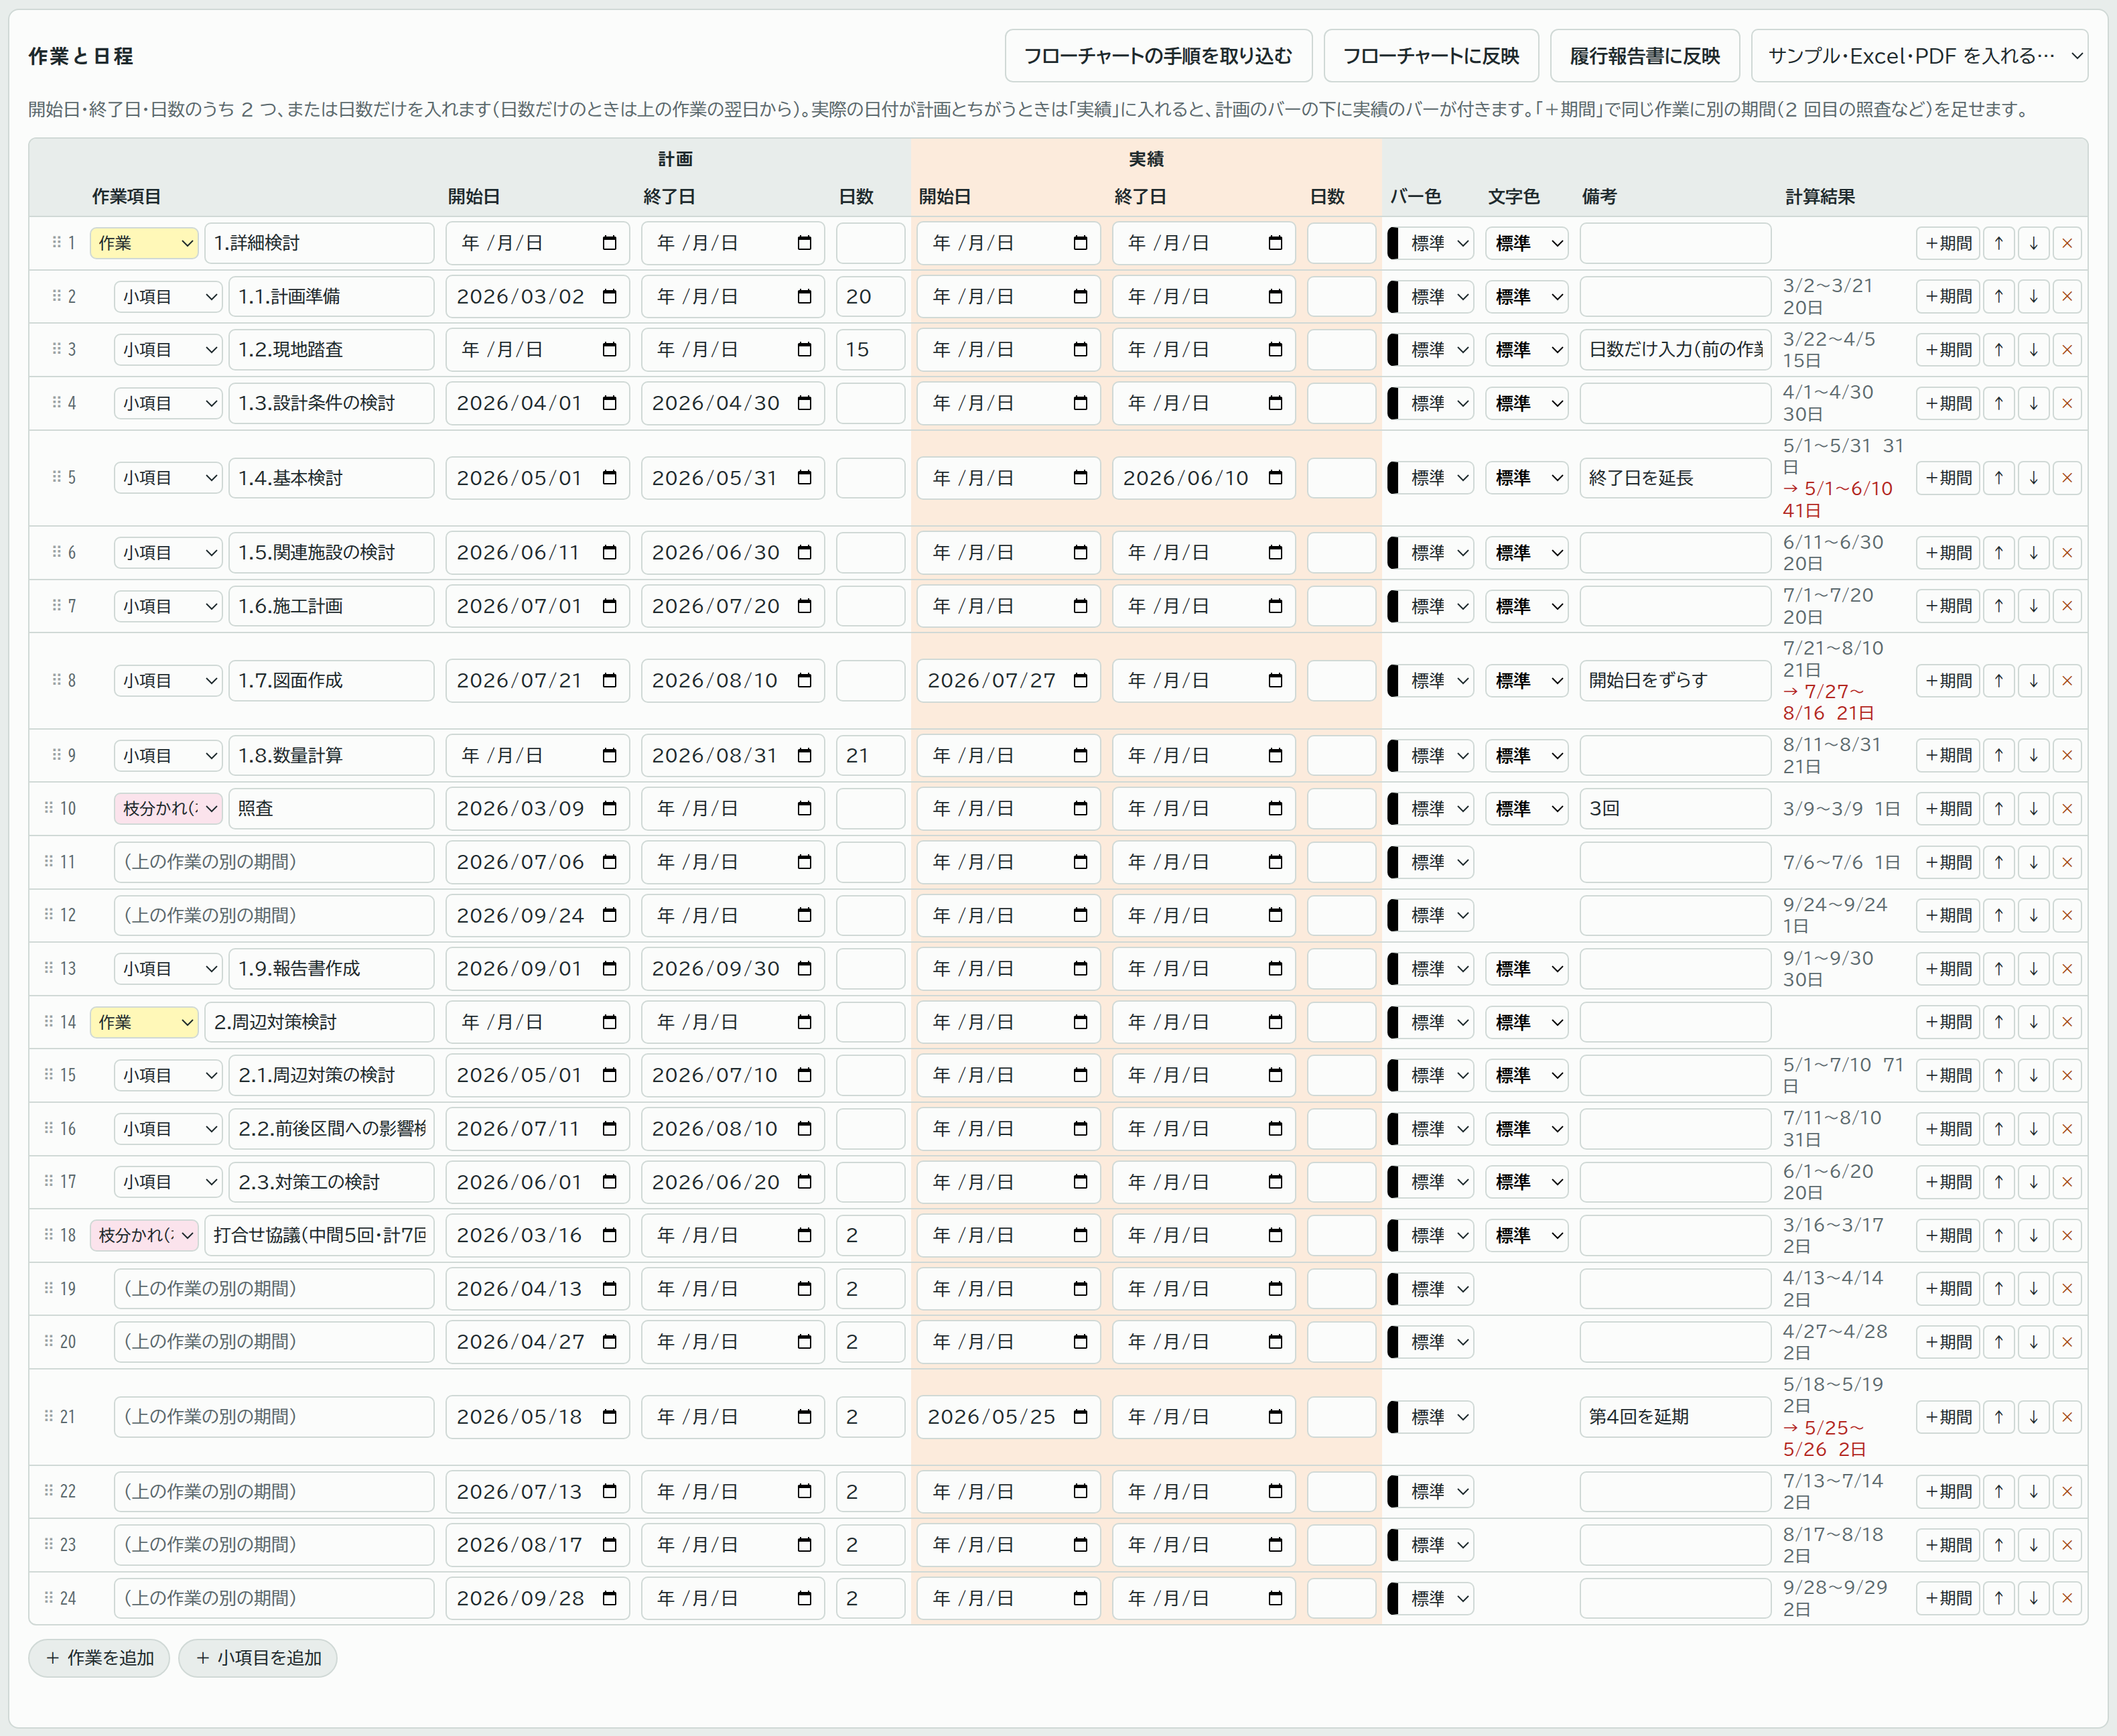 作業と日程
フローチャートの手順を取り込む フローチャートに反映 履行報告書に反映 サンプル・Excel・PDF を入れる…
開始日・終了日・日数のうち 2 つ、または日数だけを入れます(日数だけのときは上の作業の翌日から)。実際の日付が計画とちがうときは「実績」に入れると、計画のバーの下に実績のバーが付きます。「＋期間」で同じ作業に別の期間(2 回目の照査など)を足せます。
計画 実績
作業項目 開始日 終了日 日数 開始日 終了日 日数 バー色 文字色 備考 計算結果
1 作業 1.詳細検討 年 /月/日 年 /月/日 年 /月/日 年 /月/日 標準 標準 ＋期間 ↑ ↓ ×
2 小項目 1.1.計画準備 2026/03/02 年 /月/日 20 年 /月/日 年 /月/日 標準 標準 3/2〜3/21 20日 ＋期間 ↑ ↓ ×
3 小項目 1.2.現地踏査 年 /月/日 年 /月/日 15 年 /月/日 年 /月/日 標準 標準 日数だけ入力(前の作業 3/22〜4/5 15日 ＋期間 ↑ ↓ ×
4 小項目 1.3.設計条件の検討 2026/04/01 2026/04/30 年 /月/日 年 /月/日 標準 標準 4/1〜4/30 30日 ＋期間 ↑ ↓ ×
5 小項目 1.4.基本検討 2026/05/01 2026/05/31 年 /月/日 2026/06/10 標準 標準 終了日を延長 5/1〜5/31 31日 → 5/1〜6/10 41日 ＋期間 ↑ ↓ ×
6 小項目 1.5.関連施設の検討 2026/06/11 2026/06/30 年 /月/日 年 /月/日 標準 標準 6/11〜6/30 20日 ＋期間 ↑ ↓ ×
7 小項目 1.6.施工計画 2026/07/01 2026/07/20 年 /月/日 年 /月/日 標準 標準 7/1〜7/20 20日 ＋期間 ↑ ↓ ×
8 小項目 1.7.図面作成 2026/07/21 2026/08/10 2026/07/27 年 /月/日 標準 標準 開始日をずらす 7/21〜8/10 21日 → 7/27〜8/16 21日 ＋期間 ↑ ↓ ×
9 小項目 1.8.数量計算 年 /月/日 2026/08/31 21 年 /月/日 年 /月/日 標準 標準 8/11〜8/31 21日 ＋期間 ↑ ↓ ×
10 枝分かれ( 照査 2026/03/09 年 /月/日 年 /月/日 年 /月/日 標準 標準 3回 3/9〜3/9 1日 ＋期間 ↑ ↓ ×
11 (上の作業の別の期間) 2026/07/06 年 /月/日 年 /月/日 年 /月/日 標準 7/6〜7/6 1日 ＋期間 ↑ ↓ ×
12 (上の作業の別の期間) 2026/09/24 年 /月/日 年 /月/日 年 /月/日 標準 9/24〜9/24 1日 ＋期間 ↑ ↓ ×
13 小項目 1.9.報告書作成 2026/09/01 2026/09/30 年 /月/日 年 /月/日 標準 標準 9/1〜9/30 30日 ＋期間 ↑ ↓ ×
14 作業 2.周辺対策検討 年 /月/日 年 /月/日 年 /月/日 年 /月/日 標準 標準 ＋期間 ↑ ↓ ×
15 小項目 2.1.周辺対策の検討 2026/05/01 2026/07/10 年 /月/日 年 /月/日 標準 標準 5/1〜7/10 71日 ＋期間 ↑ ↓ ×
16 小項目 2.2.前後区間への影響検 2026/07/11 2026/08/10 年 /月/日 年 /月/日 標準 標準 7/11〜8/10 31日 ＋期間 ↑ ↓ ×
17 小項目 2.3.対策工の検討 2026/06/01 2026/06/20 年 /月/日 年 /月/日 標準 標準 6/1〜6/20 20日 ＋期間 ↑ ↓ ×
18 枝分かれ( 打合せ協議(中間5回・計7回 2026/03/16 年 /月/日 2 年 /月/日 年 /月/日 標準 標準 3/16〜3/17 2日 ＋期間 ↑ ↓ ×
19 (上の作業の別の期間) 2026/04/13 年 /月/日 2 年 /月/日 年 /月/日 標準 4/13〜4/14 2日 ＋期間 ↑ ↓ ×
20 (上の作業の別の期間) 2026/04/27 年 /月/日 2 年 /月/日 年 /月/日 標準 4/27〜4/28 2日 ＋期間 ↑ ↓ ×
21 (上の作業の別の期間) 2026/05/18 年 /月/日 2 2026/05/25 年 /月/日 標準 第4回を延期 5/18〜5/19 2日 → 5/25〜5/26 2日 ＋期間 ↑ ↓ ×
22 (上の作業の別の期間) 2026/07/13 年 /月/日 2 年 /月/日 年 /月/日 標準 7/13〜7/14 2日 ＋期間 ↑ ↓ ×
23 (上の作業の別の期間) 2026/08/17 年 /月/日 2 年 /月/日 年 /月/日 標準 8/17〜8/18 2日 ＋期間 ↑ ↓ ×
24 (上の作業の別の期間) 2026/09/28 年 /月/日 2 年 /月/日 年 /月/日 標準 9/28〜9/29 2日 ＋期間 ↑ ↓ ×
＋ 作業を追加 ＋ 小項目を追加